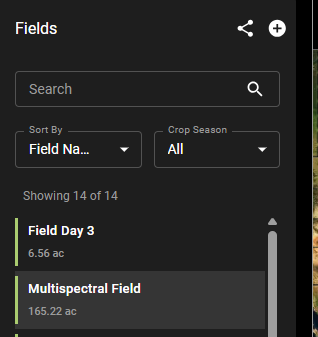 Fields
Search
Sort By
Crop Season
Field Na...
All
Showing 14 of 14
Field Day 3
6.56 ac
Multispectral Field
165.22 ac